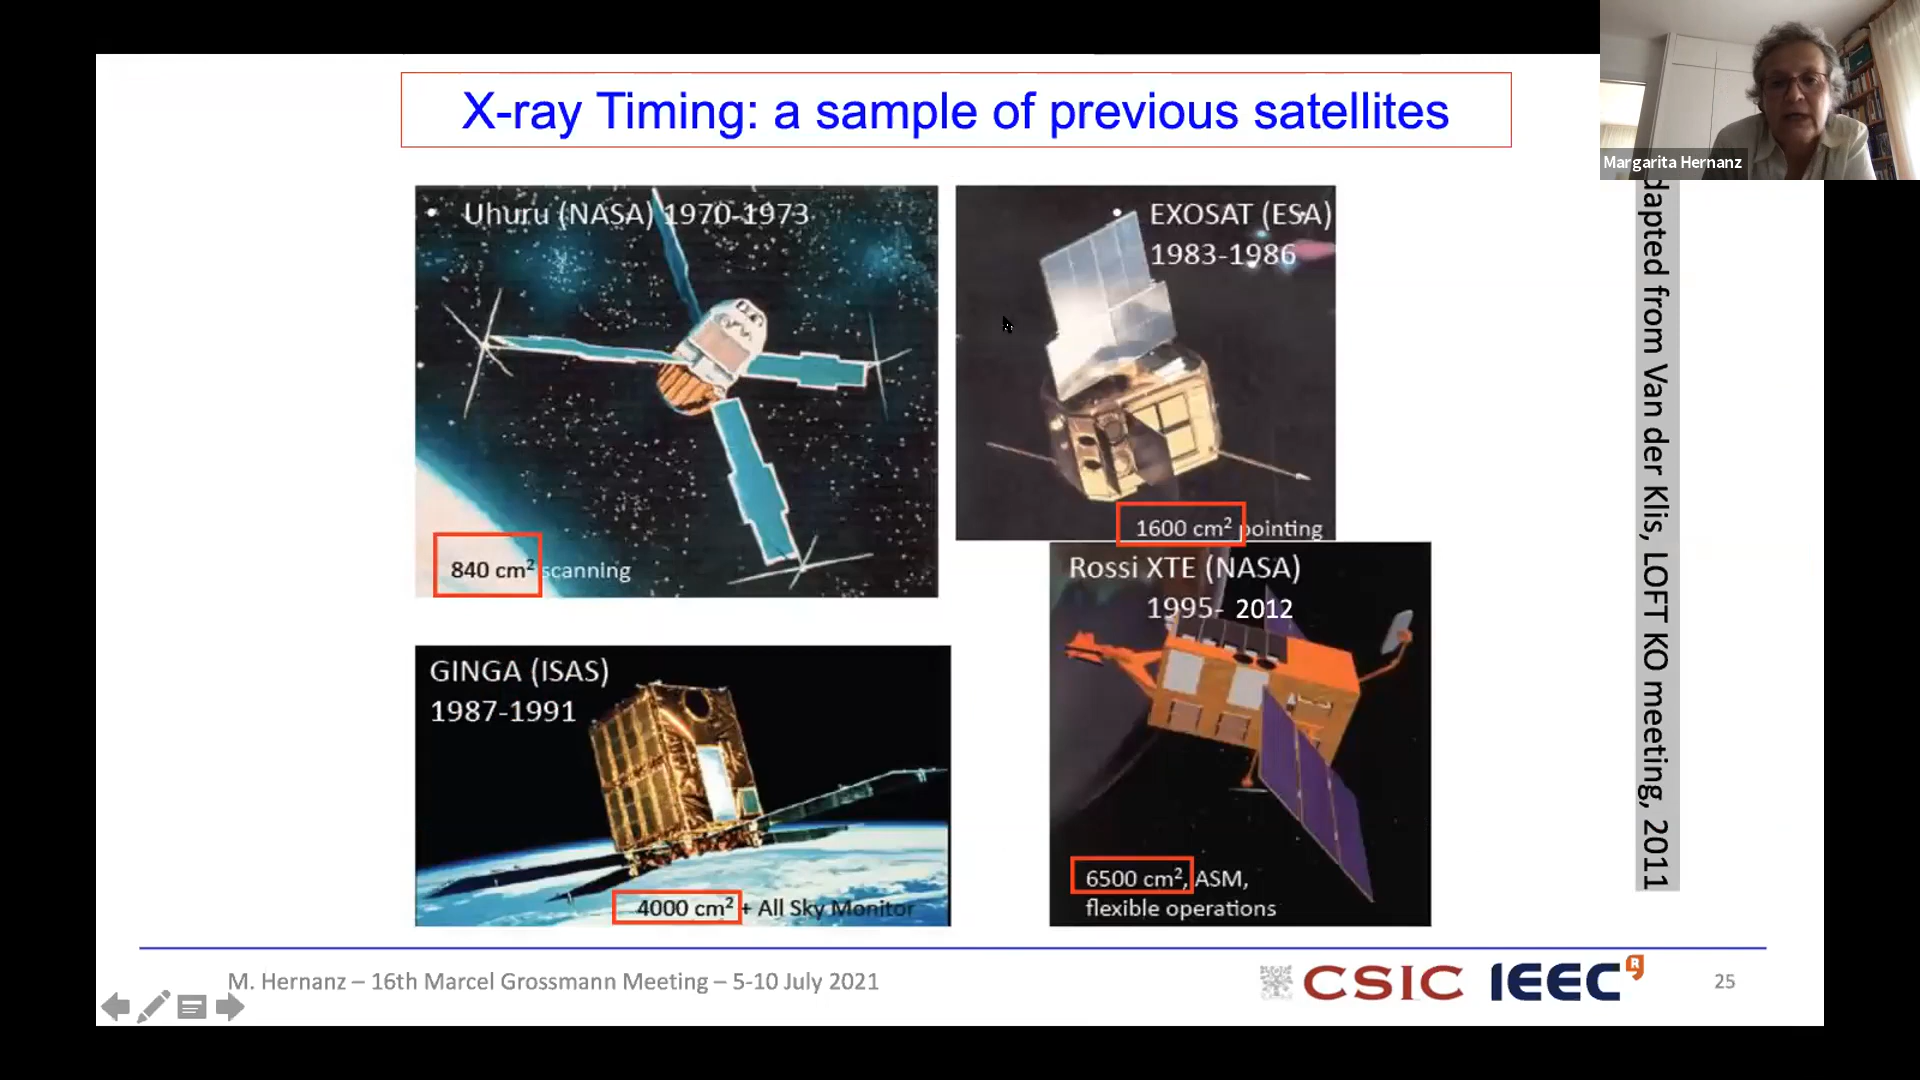 X-ray Timing: a sample of previous satellites
Margarita Hernanz
• Uhuru (NASA) 1970-1973
840 cm² scanning
• EXOSAT (ESA)
1983-1986
1600 cm² pointing
GINGA (ISAS)
1987-1991
4000 cm² + All Sky Monitor
Rossi XTE (NASA)
1995- 2012
6500 cm², ASM,
flexible operations
dapted from Van der Klis, LOFT KO meeting, 2011
M. Hernanz – 16th Marcel Grossmann Meeting – 5-10 July 2021
CSIC IEEC R
25